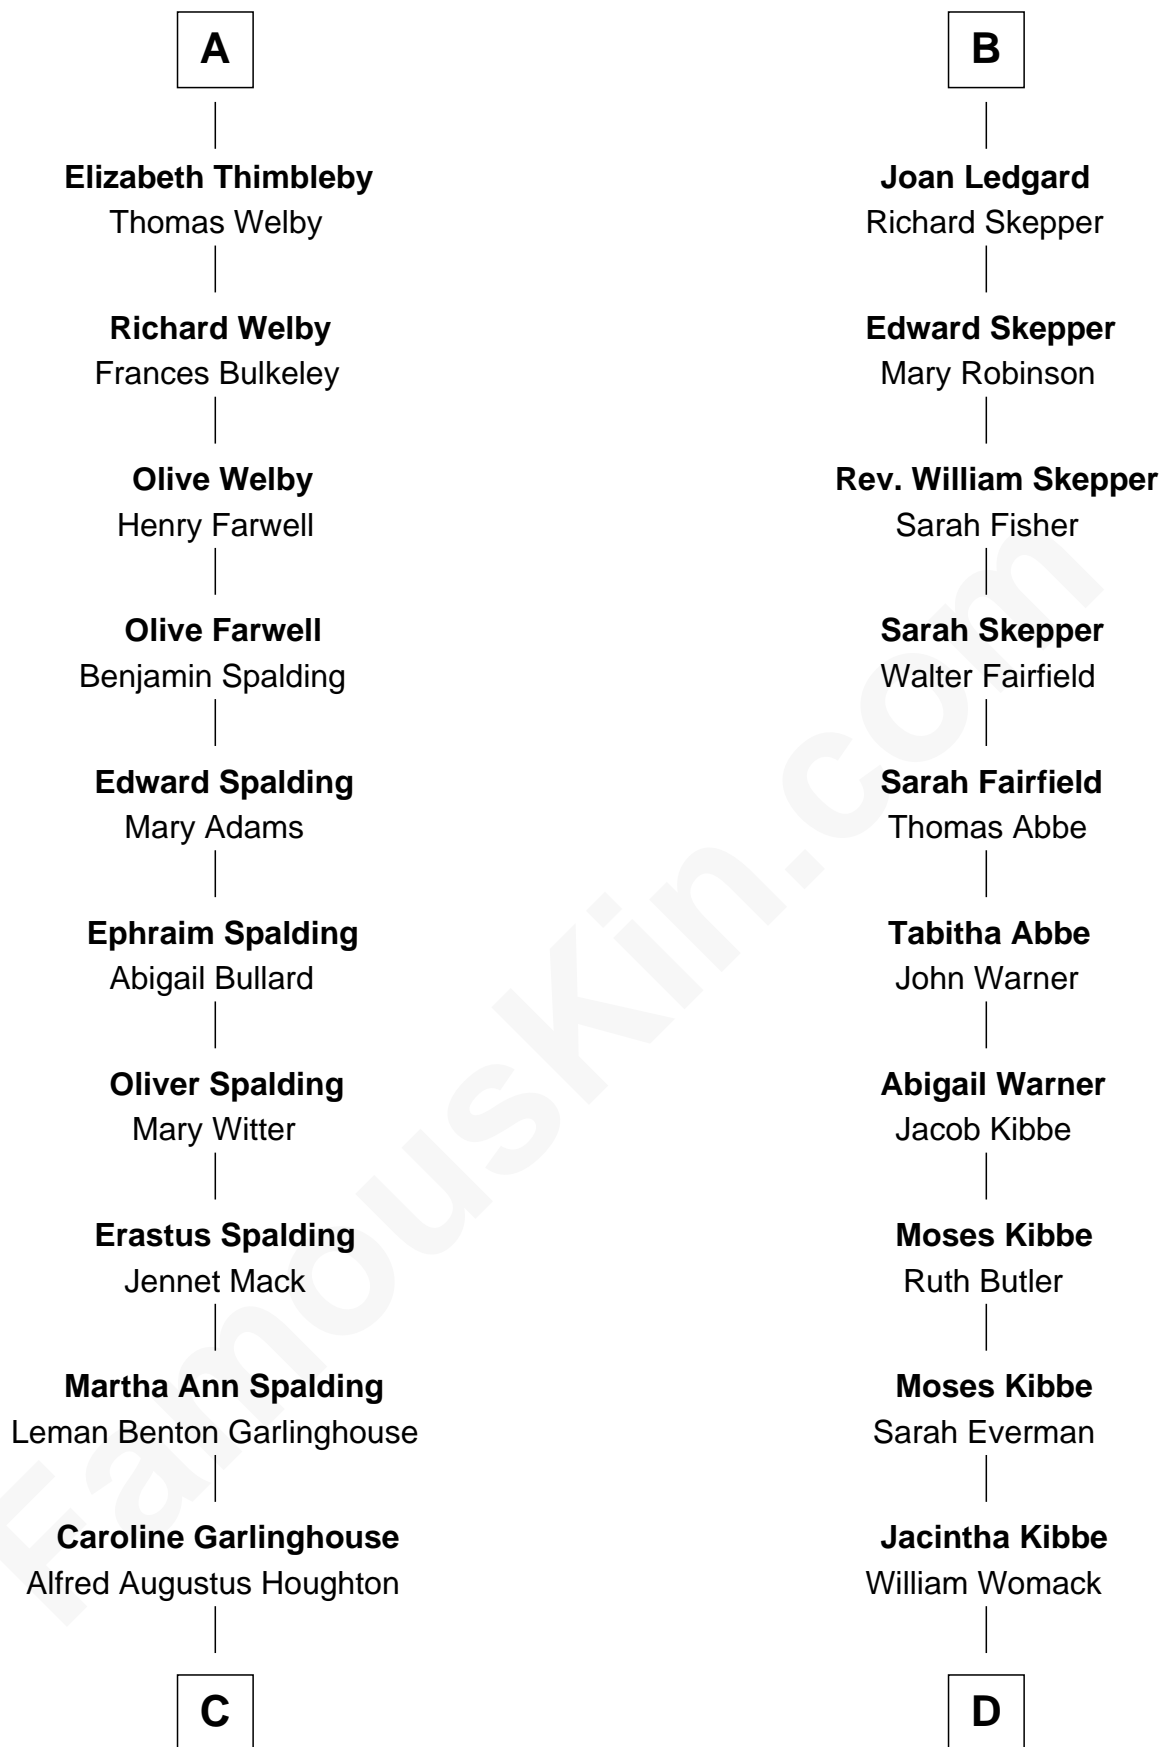 A
Elizabeth Thimbleby
Thomas Welby
Richard Welby
Frances Bulkeley
Olive Welby
Henry Farwell
Olive Farwell
Benjamin Spalding
Edward Spalding
Mary Adams
Ephraim Spalding
Abigail Bullard
Oliver Spalding
Mary Witter
Erastus Spalding
Jennet Mack
Martha Ann Spalding
Leman Benton Garlinghouse
Caroline Garlinghouse
Alfred Augustus Houghton
C
B
Joan Ledgard
Richard Skepper
Edward Skepper
Mary Robinson
Rev. William Skepper
Sarah Fisher
Sarah Skepper
Walter Fairfield
Sarah Fairfield
Thomas Abbe
Tabitha Abbe
John Warner
Abigail Warner
Jacob Kibbe
Moses Kibbe
Ruth Butler
Moses Kibbe
Sarah Everman
Jacintha Kibbe
William Womack
D
FamousKin.com